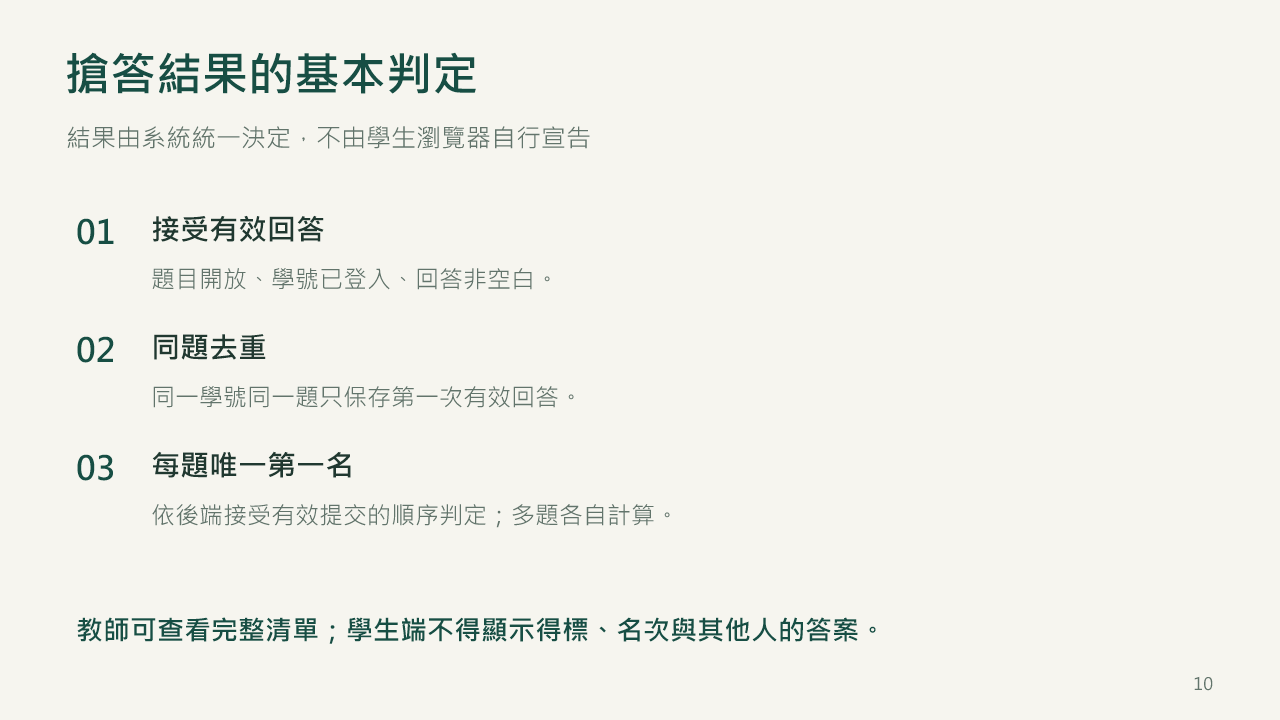 搶答結果的基本判定
結果由系統統一決定，不由學生瀏覽器自行宣告
01 接受有效回答
題目開放、學號已登入、回答非空白。
02 同題去重
同一學號同一題只保存第一次有效回答。
03 每題唯一第一名
依後端接受有效提交的順序判定；多題各自計算。
教師可查看完整清單；學生端不得顯示得標、名次與其他人的答案。
10